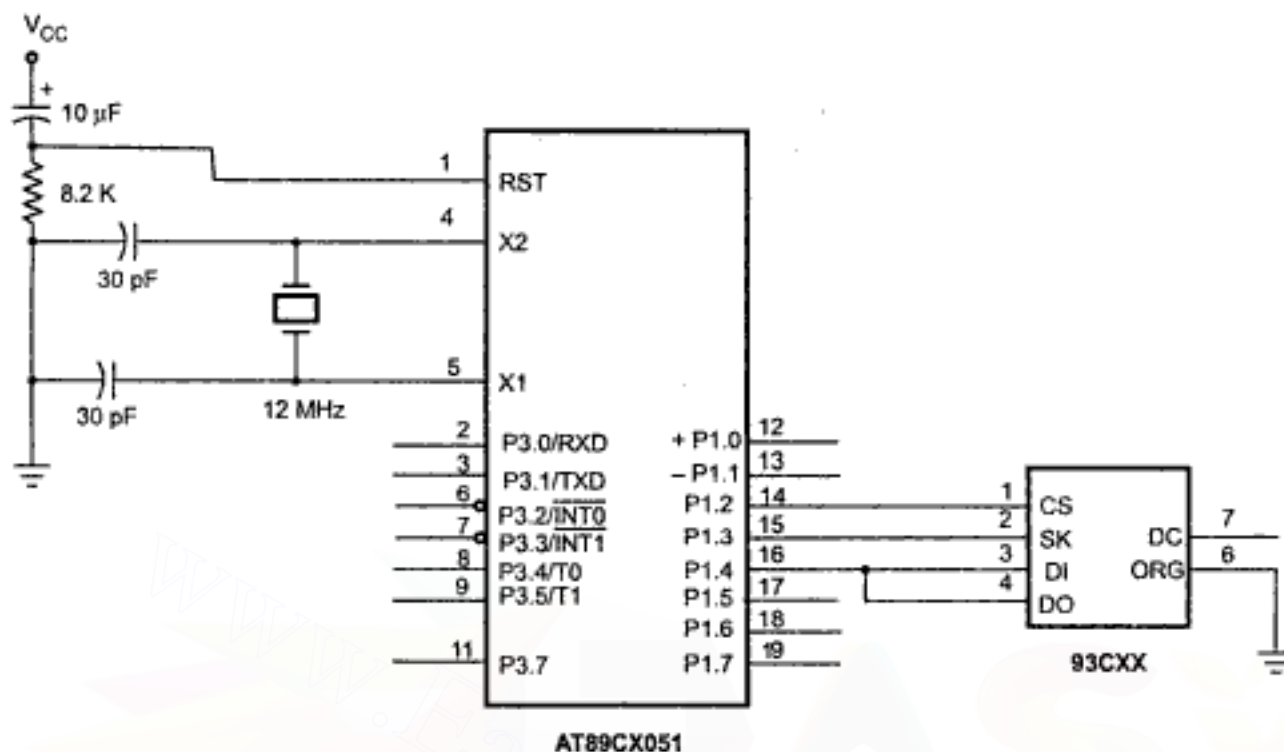 V_CC
+
10 μF
8.2 K
30 pF
30 pF
12 MHz
1 RST
4 X2
5 X1
2 P3.0/RXD
3 P3.1/TXD
6 P3.2/I̅N̅T̅0̅
7 P3.3/I̅N̅T̅1̅
8 P3.4/T0
9 P3.5/T1
11 P3.7
+ P1.0 12
– P1.1 13
P1.2 14
P1.3 15
P1.4 16
P1.5 17
P1.6 18
P1.7 19
AT89CX051
1 CS
2 SK
3 DI
4 DO
DC 7
ORG 6
93CXX